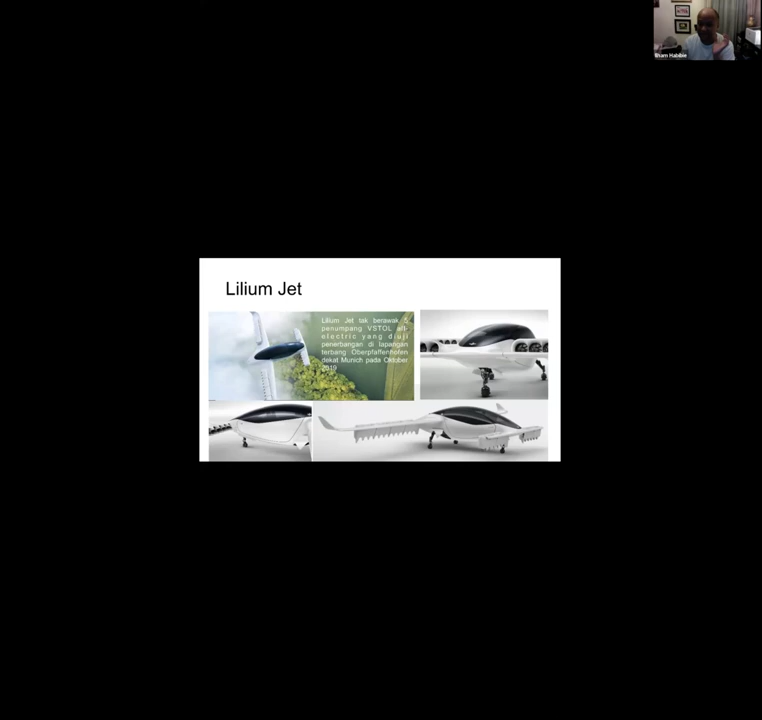 Ilham Habibie
Lilium Jet
Lilium Jet tak berawak 5
penumpang VSTOL all-
electric yang diuji
penerbangan di lapangan
terbang Oberpfaffenhofen
dekat Munich pada Oktober
2019